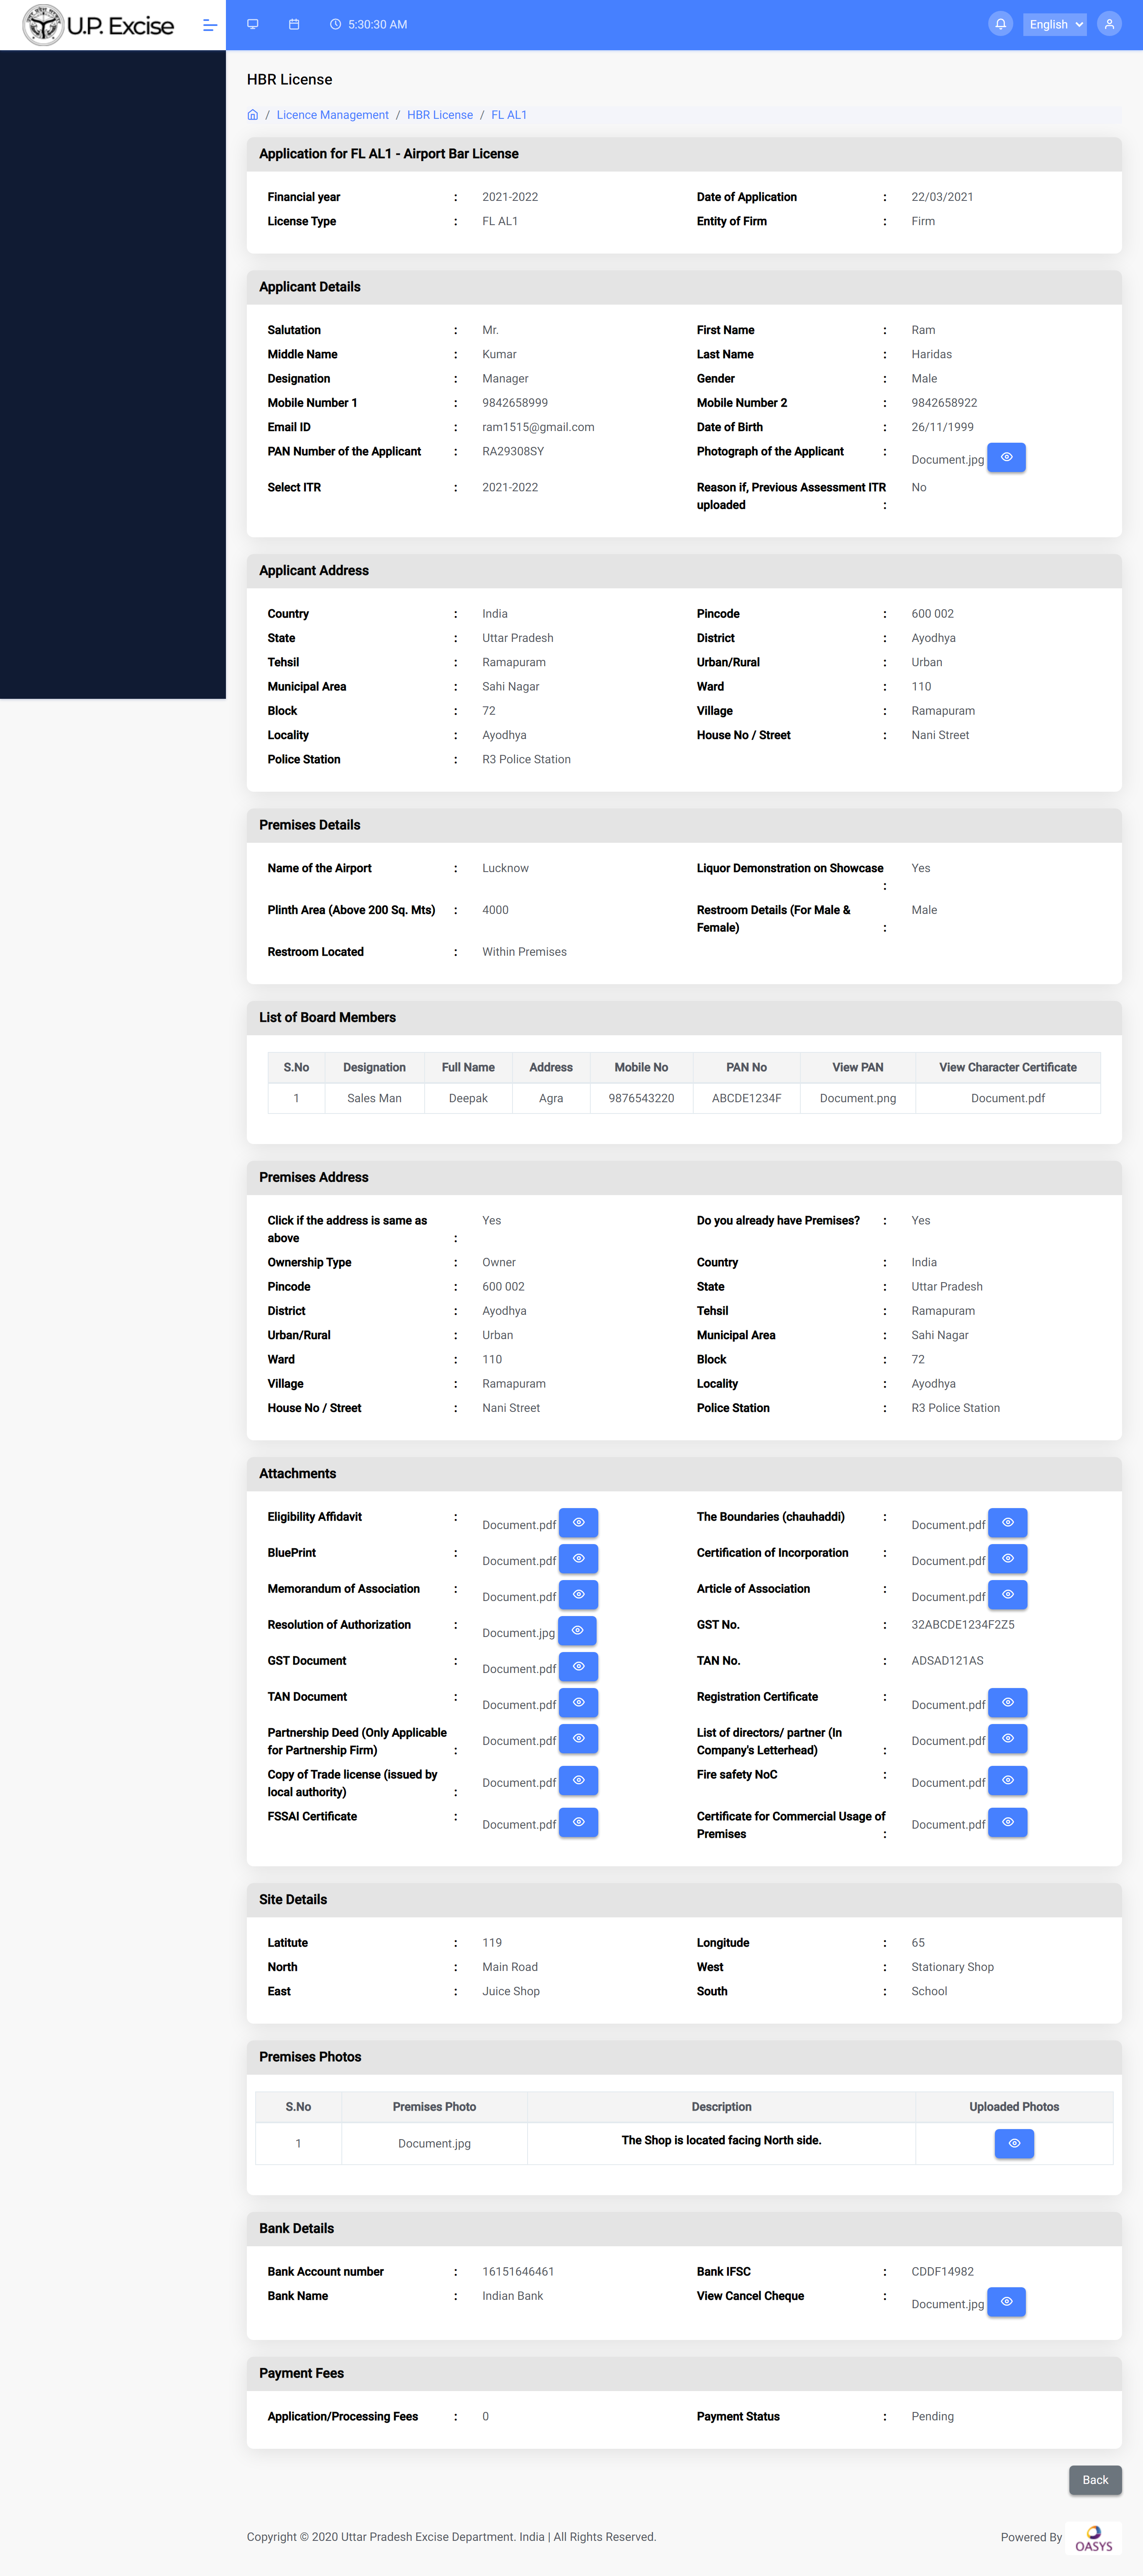 U.P. Excise
5:30:30 AM
English
HBR License
/ Licence Management / HBR License / FL AL1
Application for FL AL1 - Airport Bar License
Financial year : 2021-2022 Date of Application : 22/03/2021
License Type : FL AL1 Entity of Firm : Firm
Applicant Details
Salutation : Mr. First Name : Ram
Middle Name : Kumar Last Name : Haridas
Designation : Manager Gender : Male
Mobile Number 1 : 9842658999 Mobile Number 2 : 9842658922
Email ID : ram1515@gmail.com Date of Birth : 26/11/1999
PAN Number of the Applicant : RA29308SY Photograph of the Applicant : Document.jpg
Select ITR : 2021-2022 Reason if, Previous Assessment ITR No
uploaded :
Applicant Address
Country : India Pincode : 600 002
State : Uttar Pradesh District : Ayodhya
Tehsil : Ramapuram Urban/Rural : Urban
Municipal Area : Sahi Nagar Ward : 110
Block : 72 Village : Ramapuram
Locality : Ayodhya House No / Street : Nani Street
Police Station : R3 Police Station
Premises Details
Name of the Airport : Lucknow Liquor Demonstration on Showcase Yes
:
Plinth Area (Above 200 Sq. Mts) : 4000 Restroom Details (For Male & Male
Female) :
Restroom Located : Within Premises
List of Board Members
S.No Designation Full Name Address Mobile No PAN No View PAN View Character Certificate
1 Sales Man Deepak Agra 9876543220 ABCDE1234F Document.png Document.pdf
Premises Address
Click if the address is same as Yes Do you already have Premises? : Yes
above :
Ownership Type : Owner Country : India
Pincode : 600 002 State : Uttar Pradesh
District : Ayodhya Tehsil : Ramapuram
Urban/Rural : Urban Municipal Area : Sahi Nagar
Ward : 110 Block : 72
Village : Ramapuram Locality : Ayodhya
House No / Street : Nani Street Police Station : R3 Police Station
Attachments
Eligibility Affidavit : Document.pdf The Boundaries (chauhaddi) : Document.pdf
BluePrint : Document.pdf Certification of Incorporation : Document.pdf
Memorandum of Association : Document.pdf Article of Association : Document.pdf
Resolution of Authorization : Document.jpg GST No. : 32ABCDE1234F2Z5
GST Document : Document.pdf TAN No. : ADSAD121AS
TAN Document : Document.pdf Registration Certificate : Document.pdf
Partnership Deed (Only Applicable Document.pdf List of directors/ partner (In Document.pdf
for Partnership Firm) : Company's Letterhead) :
Copy of Trade license (issued by Document.pdf Fire safety NoC : Document.pdf
local authority) :
FSSAI Certificate : Document.pdf Certificate for Commercial Usage of Document.pdf
Premises :
Site Details
Latitute : 119 Longitude : 65
North : Main Road West : Stationary Shop
East : Juice Shop South : School
Premises Photos
S.No Premises Photo Description Uploaded Photos
1 Document.jpg The Shop is located facing North side.
Bank Details
Bank Account number : 16151646461 Bank IFSC : CDDF14982
Bank Name : Indian Bank View Cancel Cheque : Document.jpg
Payment Fees
Application/Processing Fees : 0 Payment Status : Pending
Back
Copyright © 2020 Uttar Pradesh Excise Department. India | All Rights Reserved. Powered By OASYS